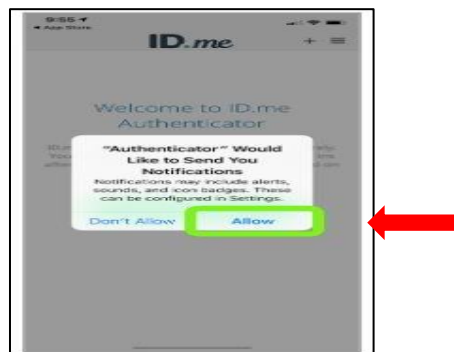 9:55
App Store
ID.me
Welcome to ID.me
Authenticator
"Authenticator" Would
Like to Send You
Notifications
Notifications may include alerts,
sounds, and icon badges. These
can be configured in Settings.
Don't Allow
Allow